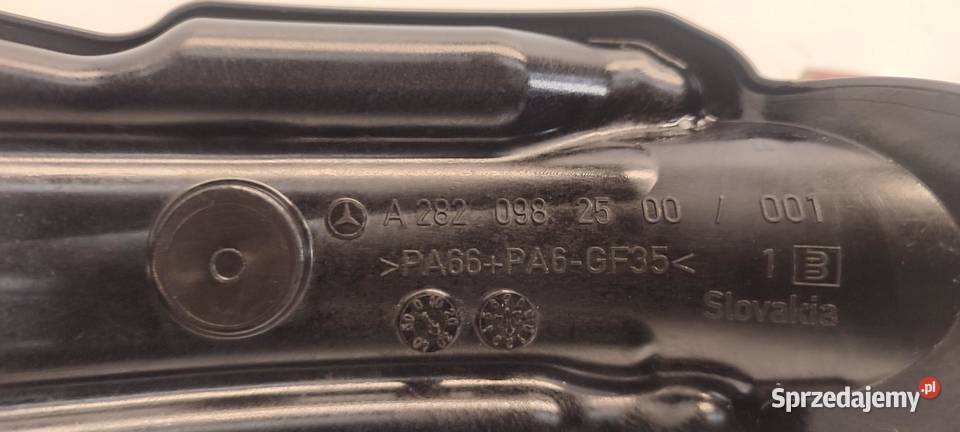 A 282 098 25 00 / 001
>PA66+PA6-GF35< 1 B
Slovakia
Sprzedajemy.pl